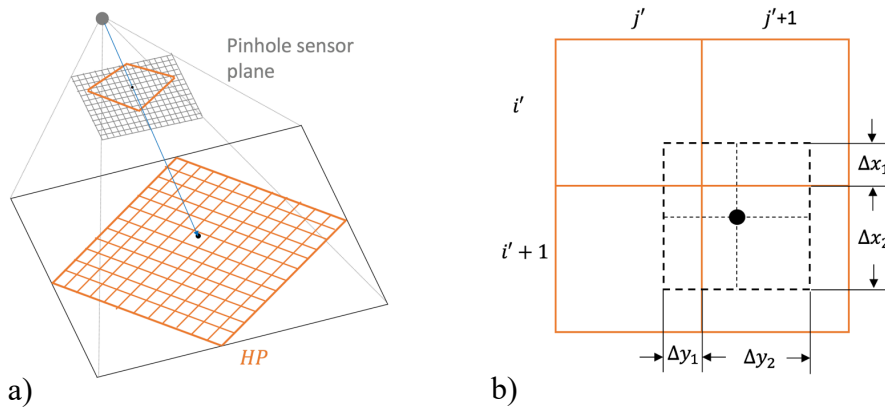 Pinhole sensor
plane
HP
a)
j′
j′+1
i′
i′ + 1
Δx₁
Δx₂
Δy₁
Δy₂
b)